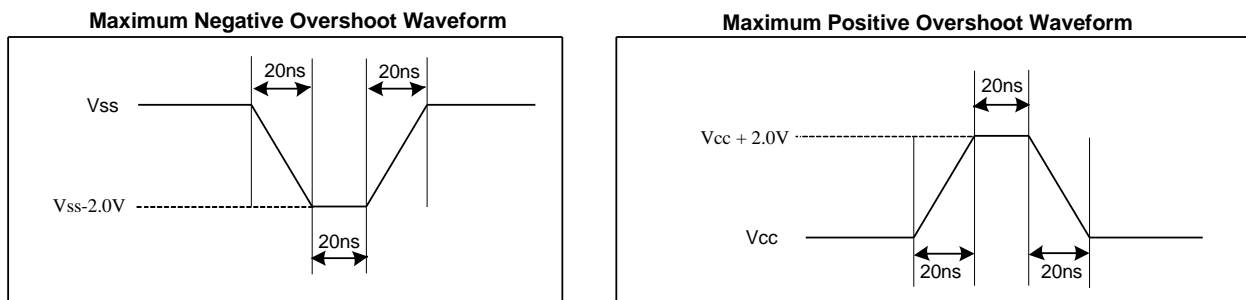 Maximum Negative Overshoot Waveform
20ns
20ns
Vss
Vss-2.0V
20ns
Maximum Positive Overshoot Waveform
20ns
Vcc + 2.0V
Vcc
20ns
20ns